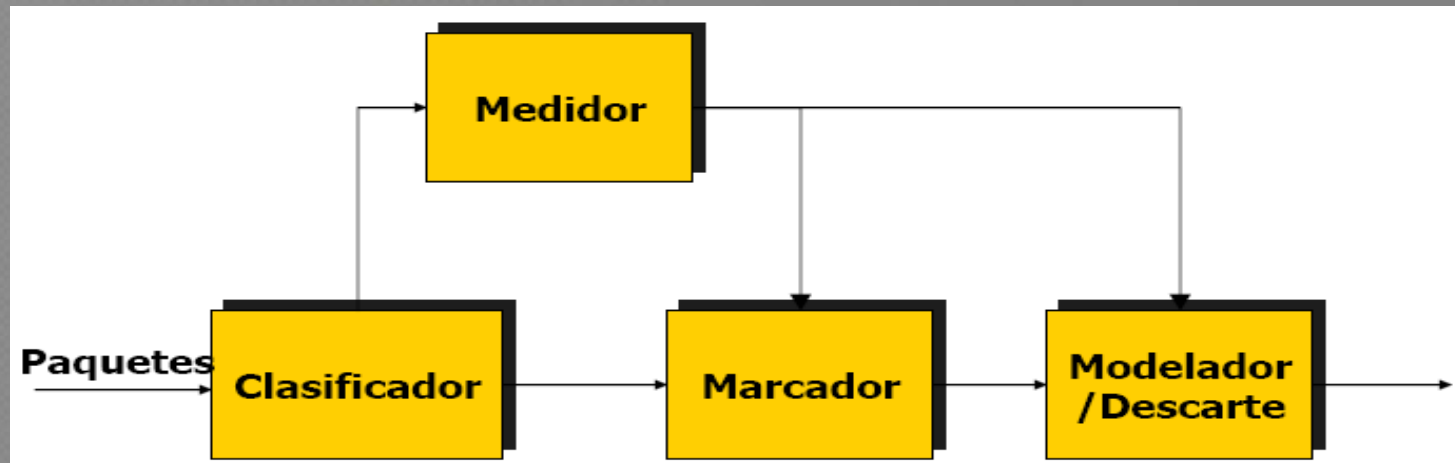 Medidor
Paquetes
Clasificador
Marcador
Modelador
/Descarte